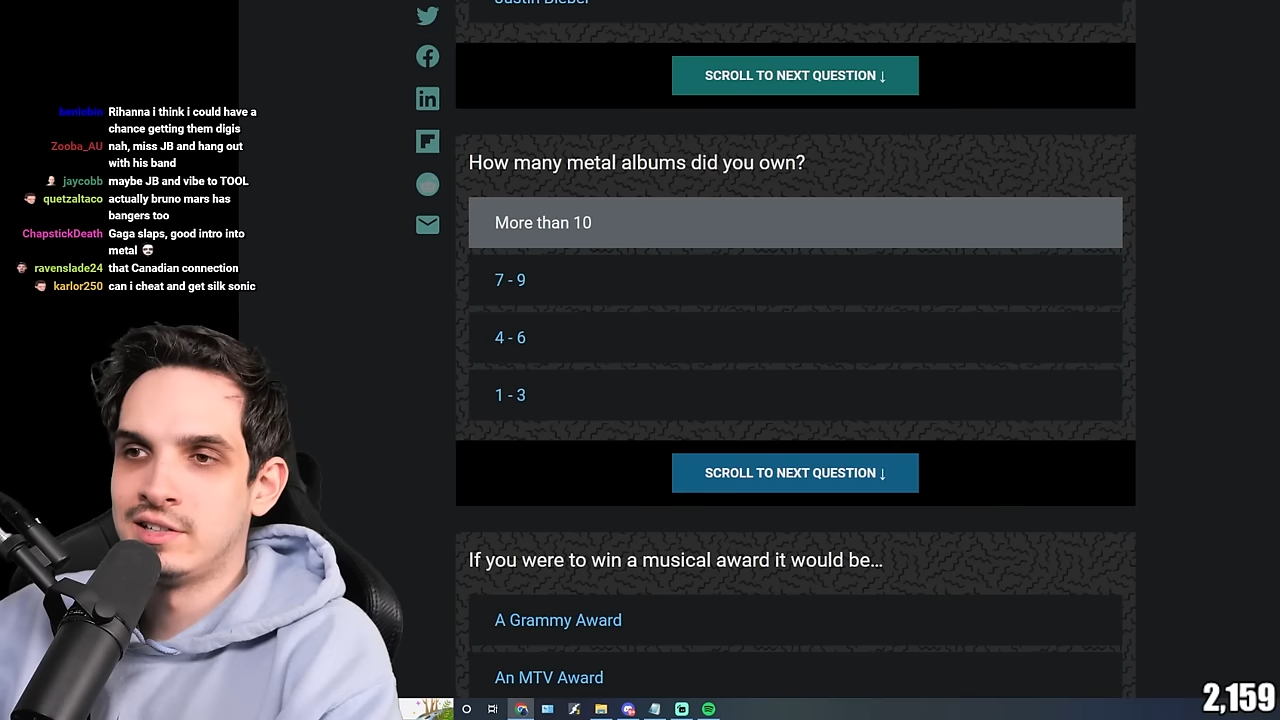 Justin Bieber
SCROLL TO NEXT QUESTION ↓
Rihanna i think i could have a
chance getting them digis
Zooba_AU nah, miss JB and hang out
with his band
jaycobb maybe JB and vibe to TOOL
quetzaltaco actually bruno mars has
bangers too
ChapstickDeath Gaga slaps, good intro into
metal
ravenslade24 that Canadian connection
karlor250 can i cheat and get silk sonic
How many metal albums did you own?
More than 10
7 - 9
4 - 6
1 - 3
SCROLL TO NEXT QUESTION ↓
If you were to win a musical award it would be...
A Grammy Award
An MTV Award
2,159